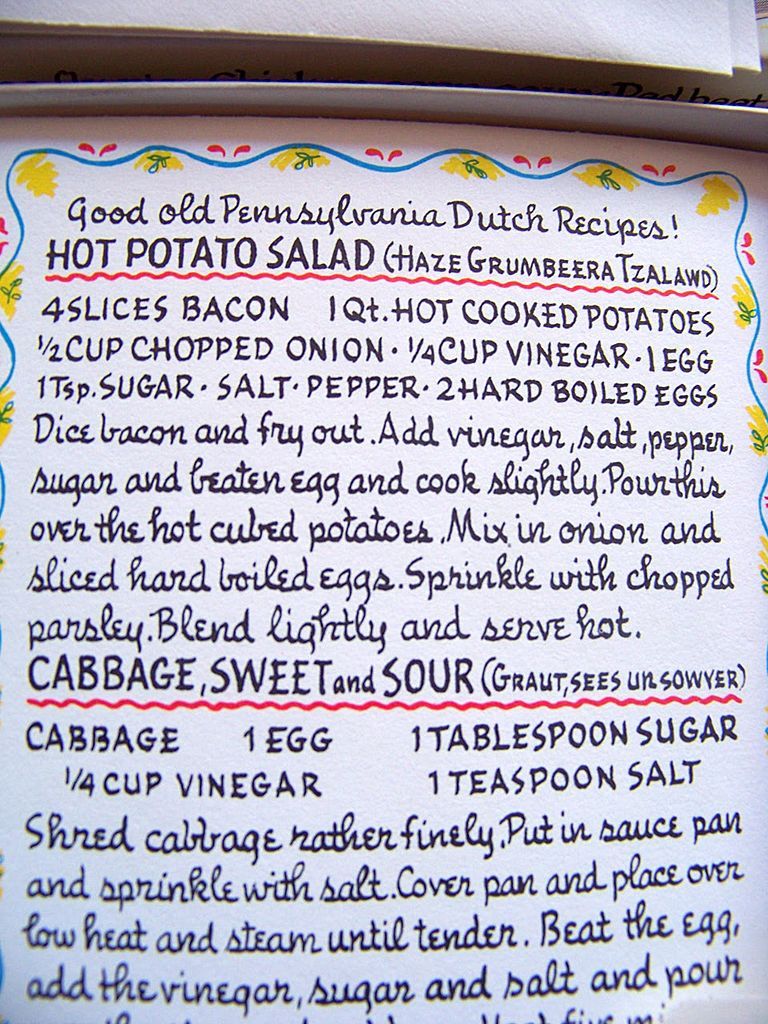 Red beet
Good old Pennsylvania Dutch Recipes!
HOT POTATO SALAD (HAZE GRUMBEERA TZALAWD)
4 SLICES BACON 1 Qt. HOT COOKED POTATOES
½ CUP CHOPPED ONION · ¼ CUP VINEGAR · 1 EGG
1 Tsp. SUGAR · SALT · PEPPER · 2 HARD BOILED EGGS
Dice bacon and fry out. Add vinegar, salt, pepper,
sugar and beaten egg and cook slightly. Pour this
over the hot cubed potatoes. Mix in onion and
sliced hard boiled eggs. Sprinkle with chopped
parsley. Blend lightly and serve hot.
CABBAGE, SWEET and SOUR (GRAUT, SEES UN SOWYER)
CABBAGE 1 EGG 1 TABLESPOON SUGAR
¼ CUP VINEGAR 1 TEASPOON SALT
Shred cabbage rather finely. Put in sauce pan
and sprinkle with salt. Cover pan and place over
low heat and steam until tender. Beat the egg,
add the vinegar, sugar and salt and pour